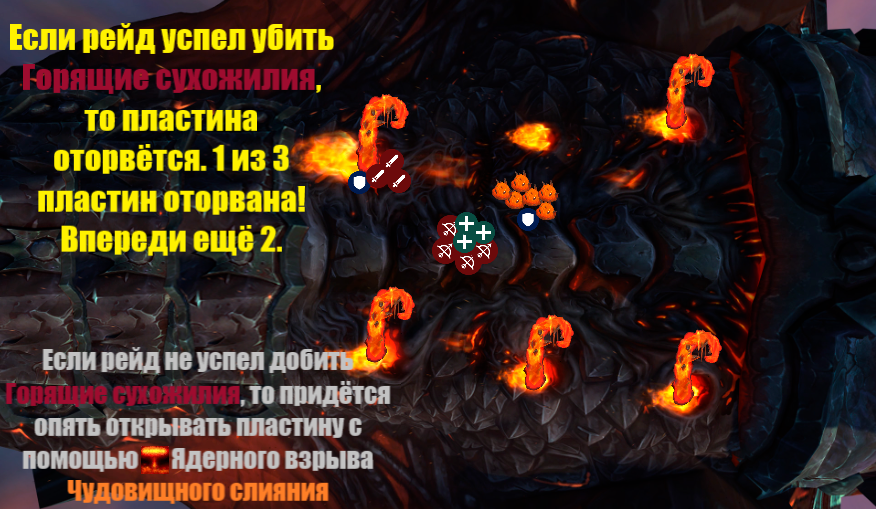 Если рейд успел убить
Горящие сухожилия,
то пластина
оторвётся. 1 из 3
пластин оторвана!
Впереди ещё 2.
Если рейд не успел добить
Горящие сухожилия, то придётся
опять открывать пластину с
помощью Ядерного взрыва
Чудовищного слияния